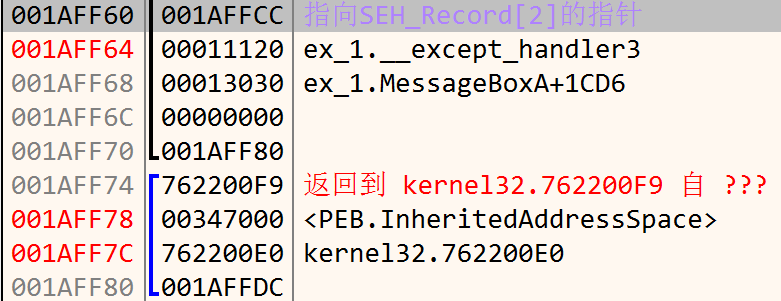 001AFF60 001AFFCC 指向SEH_Record[2]的指针
001AFF64 00011120 ex_1.__except_handler3
001AFF68 00013030 ex_1.MessageBoxA+1CD6
001AFF6C 00000000
001AFF70 001AFF80
001AFF74 762200F9 返回到 kernel32.762200F9 自 ???
001AFF78 00347000 <PEB.InheritedAddressSpace>
001AFF7C 762200E0 kernel32.762200E0
001AFF80 001AFFDC